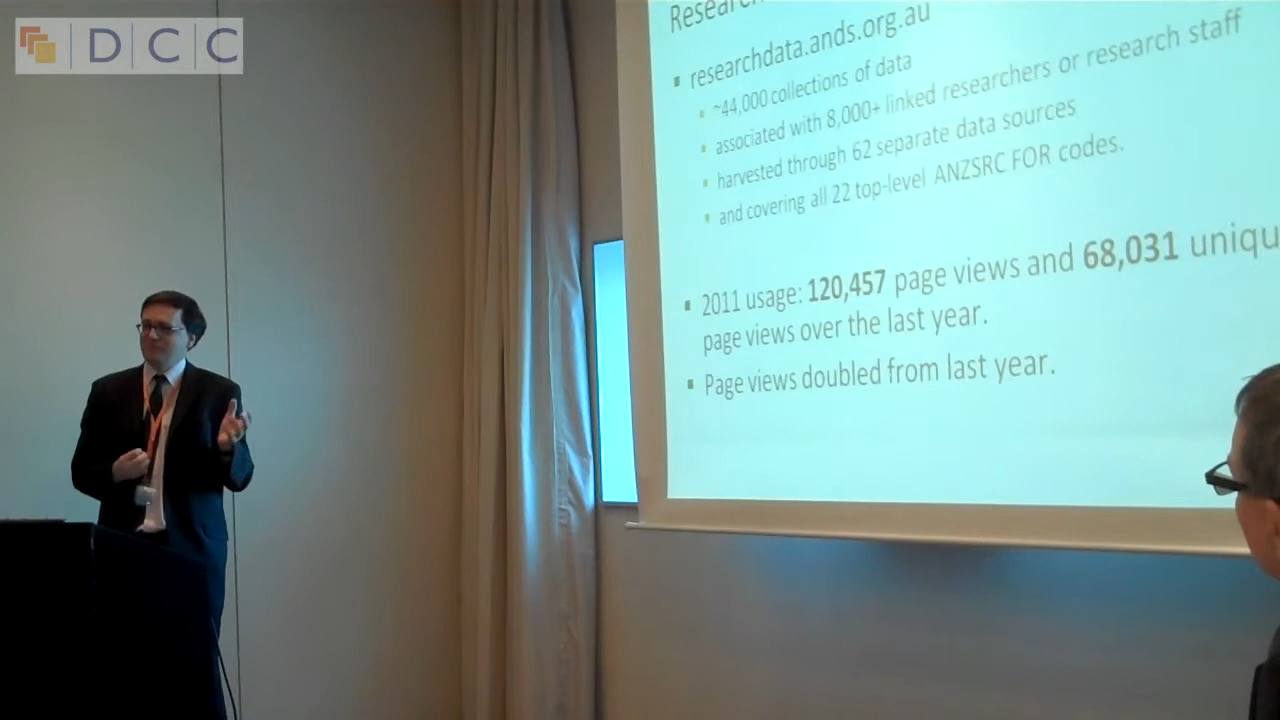 DCC
researchdata.ands.org.au
~44,000 collections of data
associated with 8,000+ linked researchers or research staff
harvested through 62 separate data sources
and covering all 22 top-level ANZSRC FOR codes.
2011 usage: 120,457 page views and 68,031 uniqu
page views over the last year.
Page views doubled from last year.